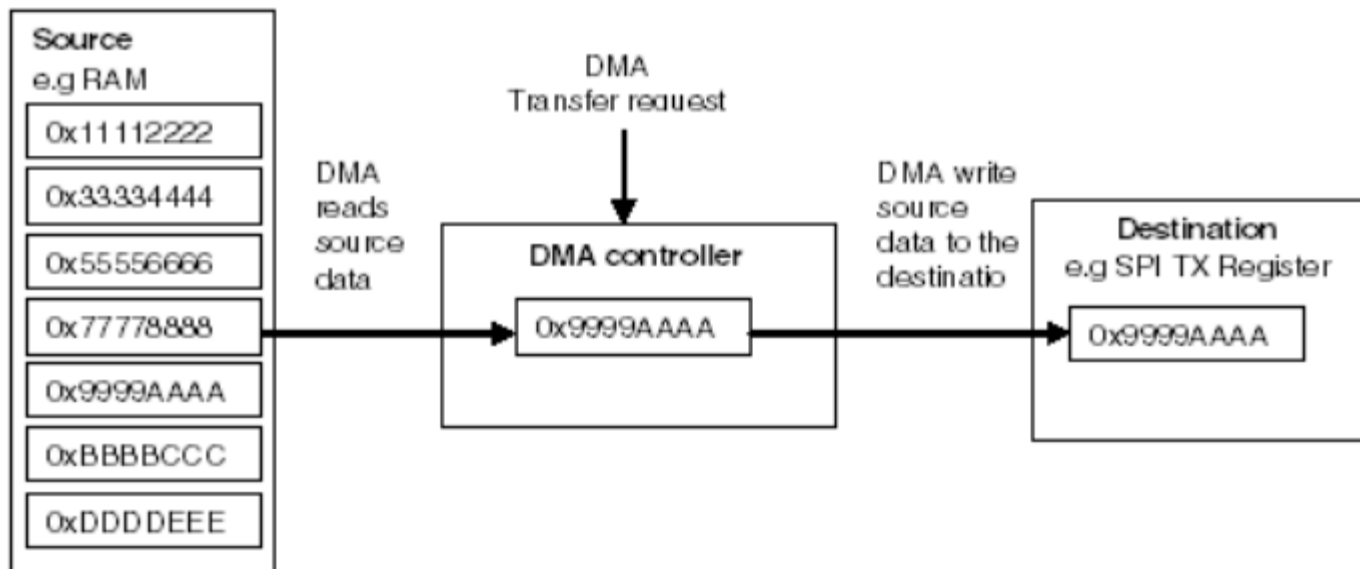 Source
e.g RAM
0x11112222
0x33334444
0x55556666
0x77778888
0x9999AAAA
0xBBBBCCC
0xDDDDEEE
DMA
reads
source
data
DMA
Transfer request
DMA controller
0x9999AAAA
DMA write
source
data to the
destinatio
Destination
e.g SPI TX Register
0x9999AAAA